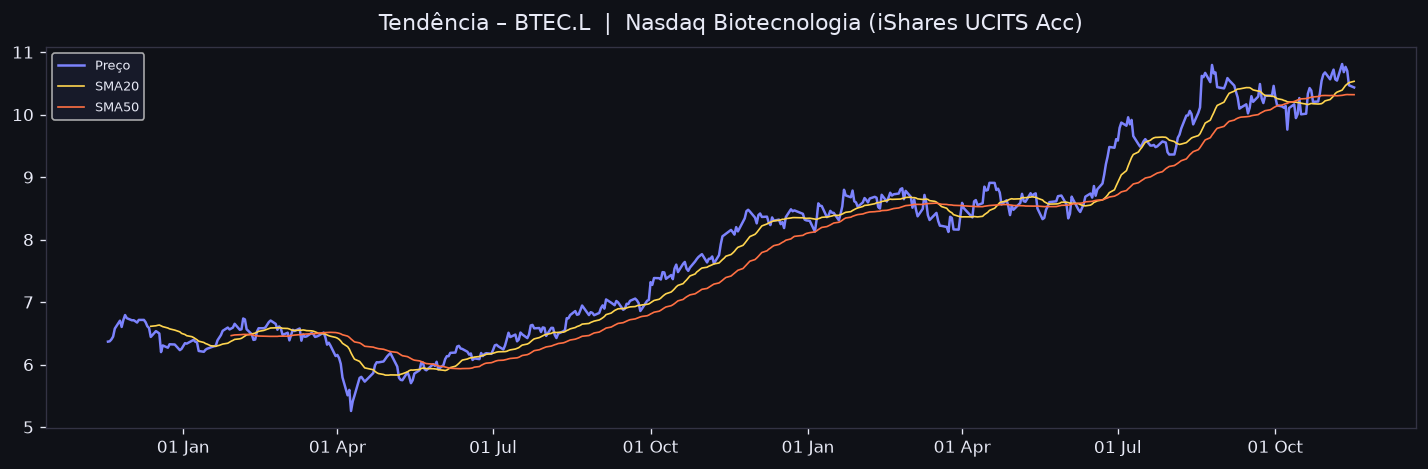 Tendência – BTEC.L | Nasdaq Biotecnologia (iShares UCITS Acc)
Preço
SMA20
SMA50
11
10
9
8
7
6
5
01 Jan
01 Apr
01 Jul
01 Oct
01 Jan
01 Apr
01 Jul
01 Oct